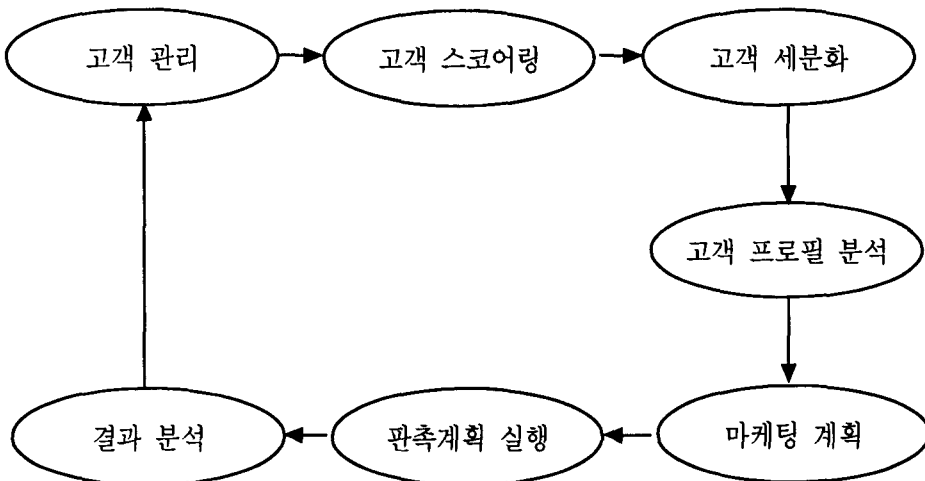 고객 관리
고객 스코어링
고객 세분화
고객 프로필 분석
마케팅 계획
판촉계획 실행
결과 분석